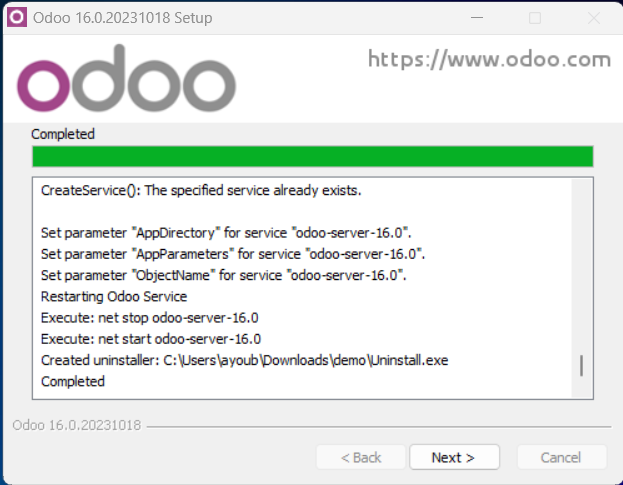 Odoo 16.0.20231018 Setup
odoo
https://www.odoo.com
Completed
CreateService(): The specified service already exists.
Set parameter "AppDirectory" for service "odoo-server-16.0".
Set parameter "AppParameters" for service "odoo-server-16.0".
Set parameter "ObjectName" for service "odoo-server-16.0".
Restarting Odoo Service
Execute: net stop odoo-server-16.0
Execute: net start odoo-server-16.0
Created uninstaller: C:\Users\ayoub\Downloads\demo\Uninstall.exe
Completed
Odoo 16.0.20231018
< Back
Next >
Cancel